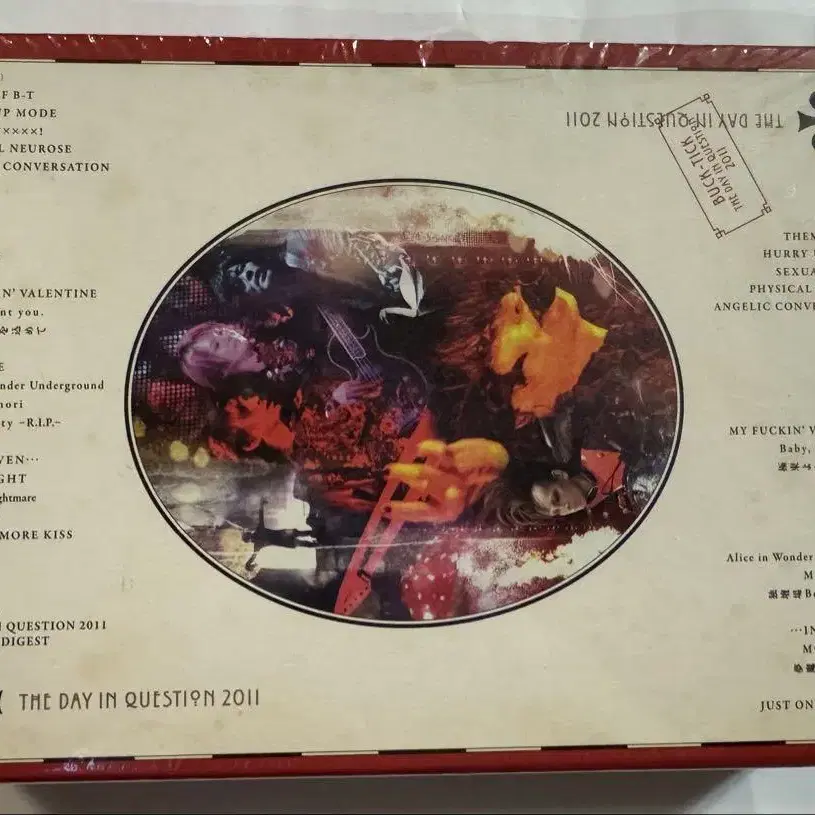 F B-T
P MODE
××××!
L NEUROSE
CONVERSATION
N' VALENTINE
nt you.
E
nder Underground
mori
ty ~R.I.P.~
VEN…
GHT
ghtmare
MORE KISS
QUESTION 2011
DIGEST
THE DAY IN QUESTION 2011
THE DAY IN QUESTION 2011
BUCK-TICK
THE DAY IN QUESTION
2011
THEM
HURRY
SEXUA
PHYSICAL
ANGELIC CONVE
MY FUCKIN' V
Baby,
Alice in Wonder
M
…IN
M
JUST ON